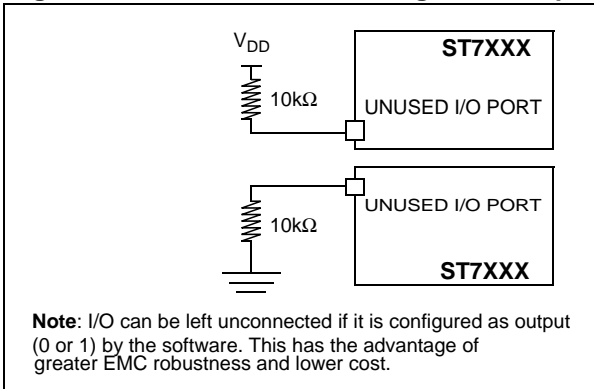 V_DD
ST7XXX
10kΩ
UNUSED I/O PORT
UNUSED I/O PORT
10kΩ
ST7XXX
Note: I/O can be left unconnected if it is configured as output
(0 or 1) by the software. This has the advantage of
greater EMC robustness and lower cost.